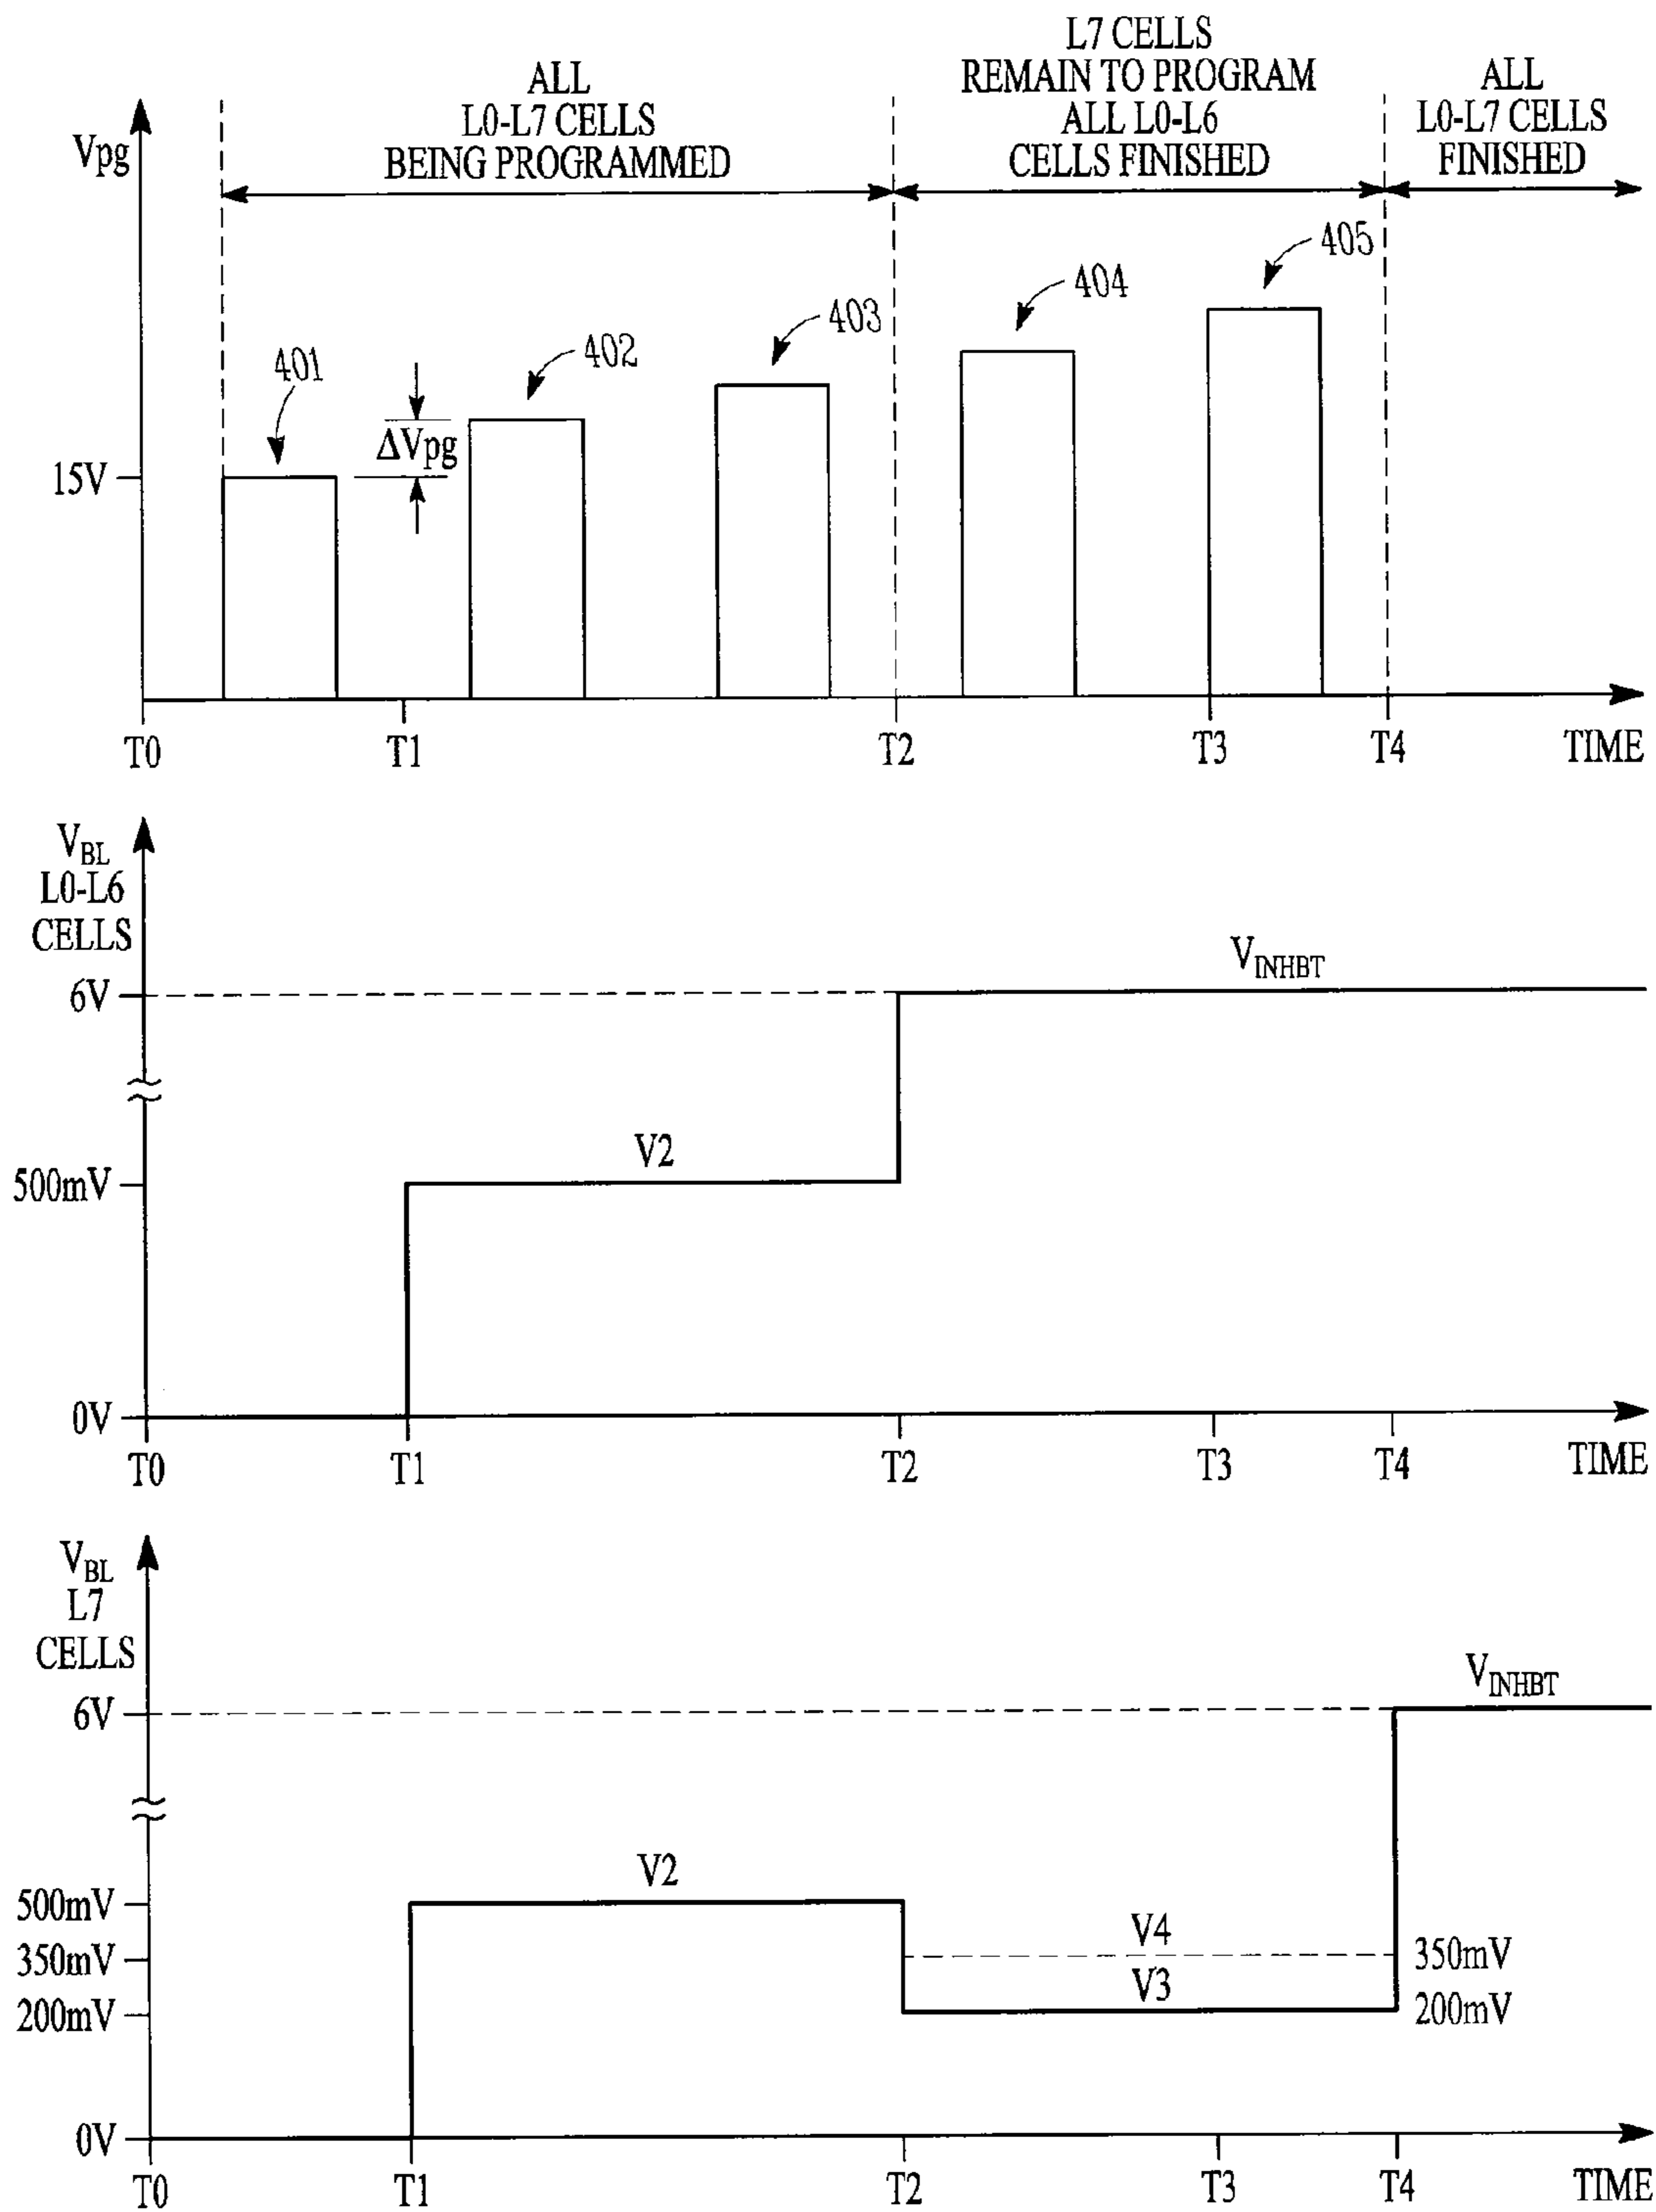 L7 CELLS
REMAIN TO PROGRAM
ALL L0-L6
CELLS FINISHED
ALL
L0-L7 CELLS
BEING PROGRAMMED
ALL
L0-L7 CELLS
FINISHED
Vpg
401
402
403
404
405
ΔVpg
15V
T0
T1
T2
T3
T4
TIME
VBL
L0-L6
CELLS
6V
VINHBT
V2
500mV
0V
T0
T1
T2
T3
T4
TIME
VBL
L7
CELLS
6V
VINHBT
V2
500mV
V4
350mV
350mV
V3
200mV
200mV
0V
T0
T1
T2
T3
T4
TIME